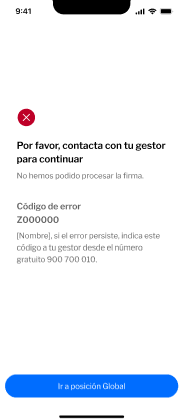 9:41
Por favor, contacta con tu gestor
para continuar
No hemos podido procesar la firma.
Código de error
Z000000
[Nombre], si el error persiste, indica este
código a tu gestor desde el número
gratuito 900 700 010.
Ir a posición Global